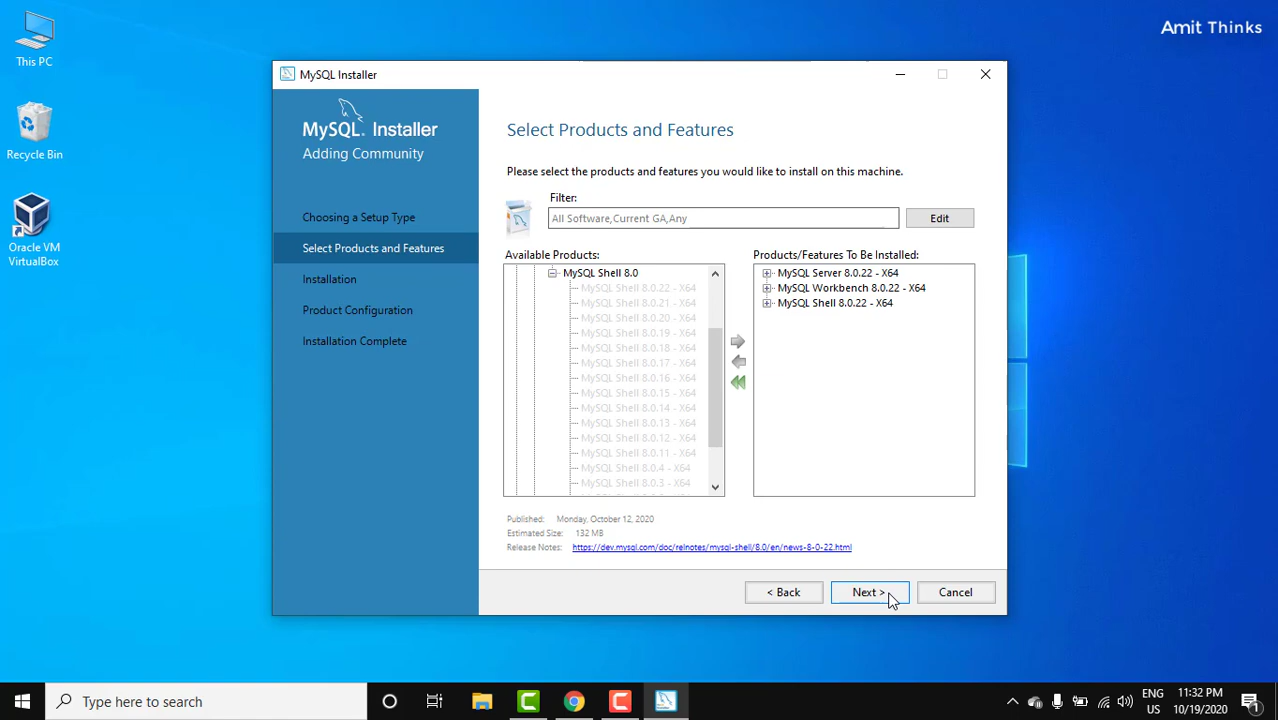 This PC
Recycle Bin
Oracle VM
VirtualBox
Amit Thinks
MySQL Installer
MySQL. Installer
Adding Community
Choosing a Setup Type
Select Products and Features
Installation
Product Configuration
Installation Complete
Select Products and Features
Please select the products and features you would like to install on this machine.
Filter:
All Software,Current GA,Any
Edit
Available Products:
MySQL Shell 8.0
MySQL Shell 8.0.22 - X64
MySQL Shell 8.0.21 - X64
MySQL Shell 8.0.20 - X64
MySQL Shell 8.0.19 - X64
MySQL Shell 8.0.18 - X64
MySQL Shell 8.0.17 - X64
MySQL Shell 8.0.16 - X64
MySQL Shell 8.0.15 - X64
MySQL Shell 8.0.14 - X64
MySQL Shell 8.0.13 - X64
MySQL Shell 8.0.12 - X64
MySQL Shell 8.0.11 - X64
MySQL Shell 8.0.4 - X64
MySQL Shell 8.0.3 - X64
Products/Features To Be Installed:
MySQL Server 8.0.22 - X64
MySQL Workbench 8.0.22 - X64
MySQL Shell 8.0.22 - X64
Published: Monday, October 12, 2020
Estimated Size: 132 MB
Release Notes: https://dev.mysql.com/doc/relnotes/mysql-shell/8.0/en/news-8-0-22.html
< Back
Next >
Cancel
Type here to search
ENG
US
11:32 PM
10/19/2020
1